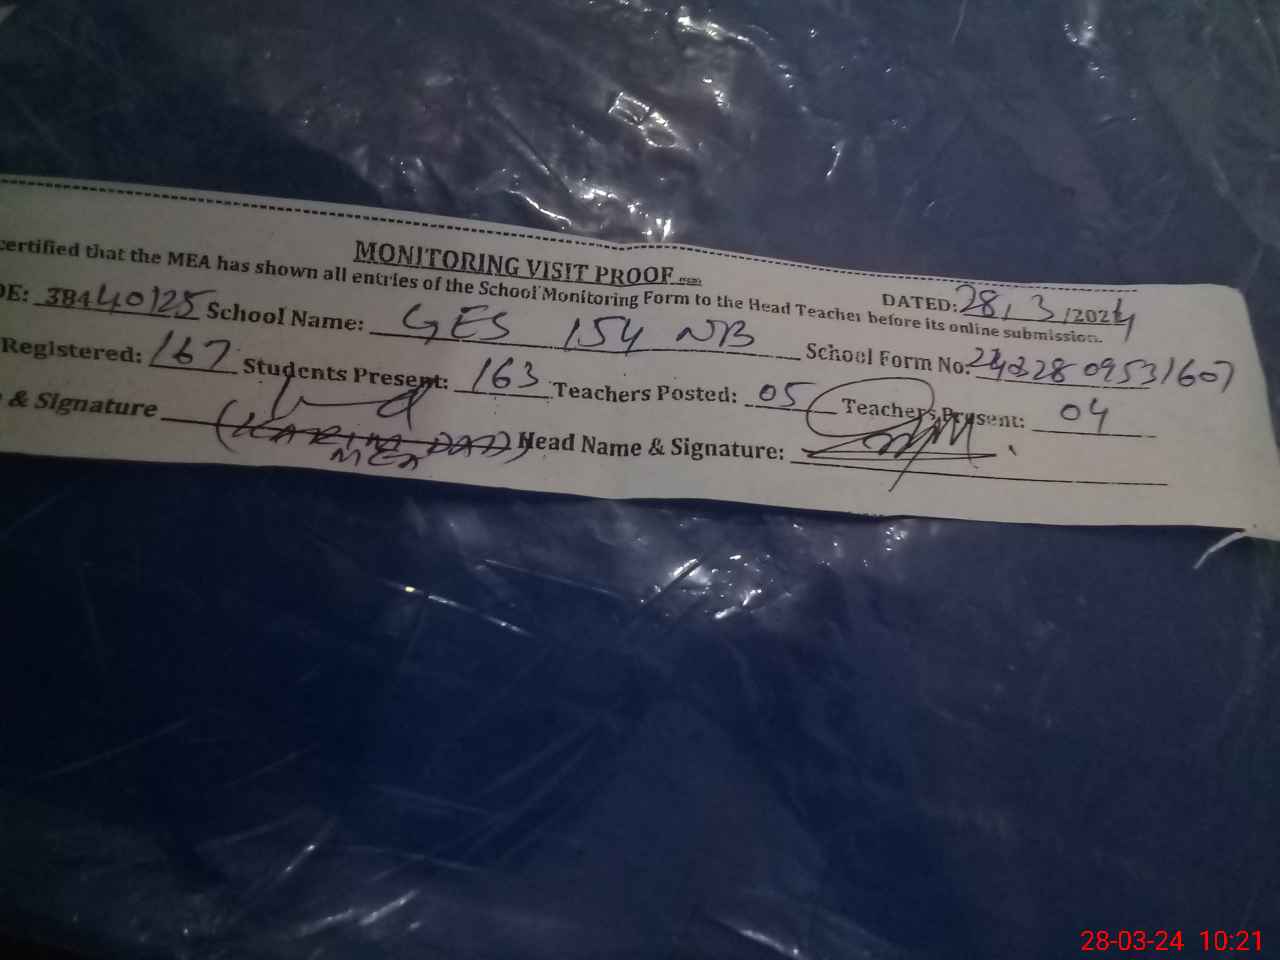 MONITORING VISIT PROOF
DATED: 28/3/2024
certified that the MEA has shown all entries of the School Monitoring Form to the Head Teacher before its online submission.
DE: 38440125 School Name: GES 154 NB School Form No:
Registered: 167 Students Present: 163 Teachers Posted: 05 Teachers Present: 04
& Signature (KARIM DAD) Head Name & Signature:
MEA
28-03-24 10:21